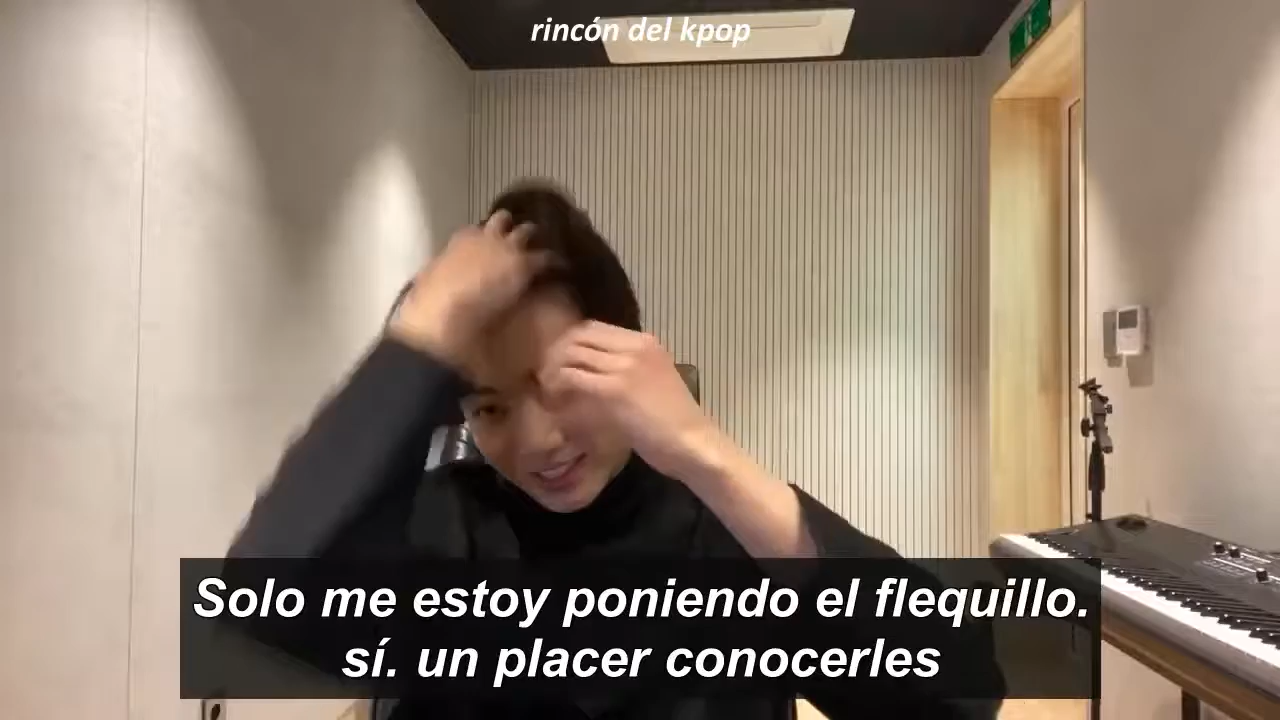 rincón del kpop
Solo me estoy poniendo el flequillo.
sí. un placer conocerles